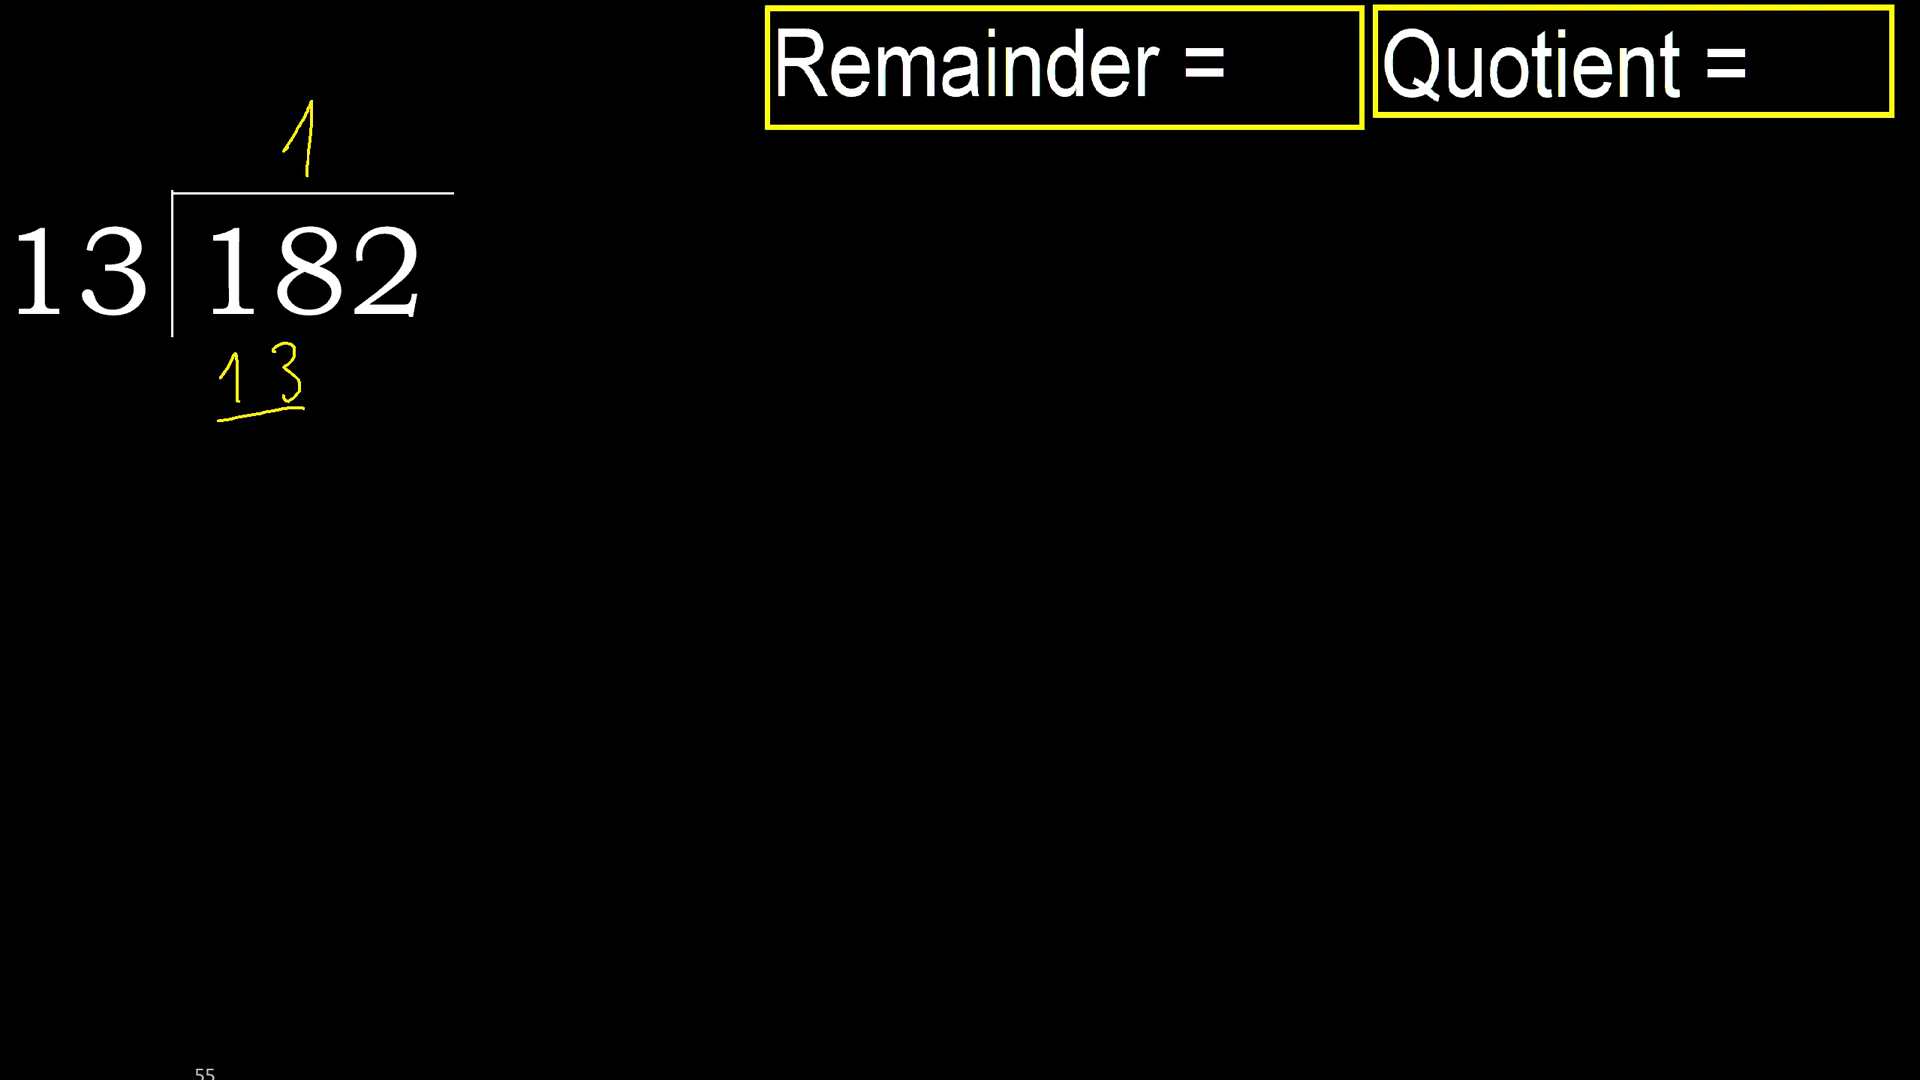 Remainder = Quotient =
1
13 182
13
55